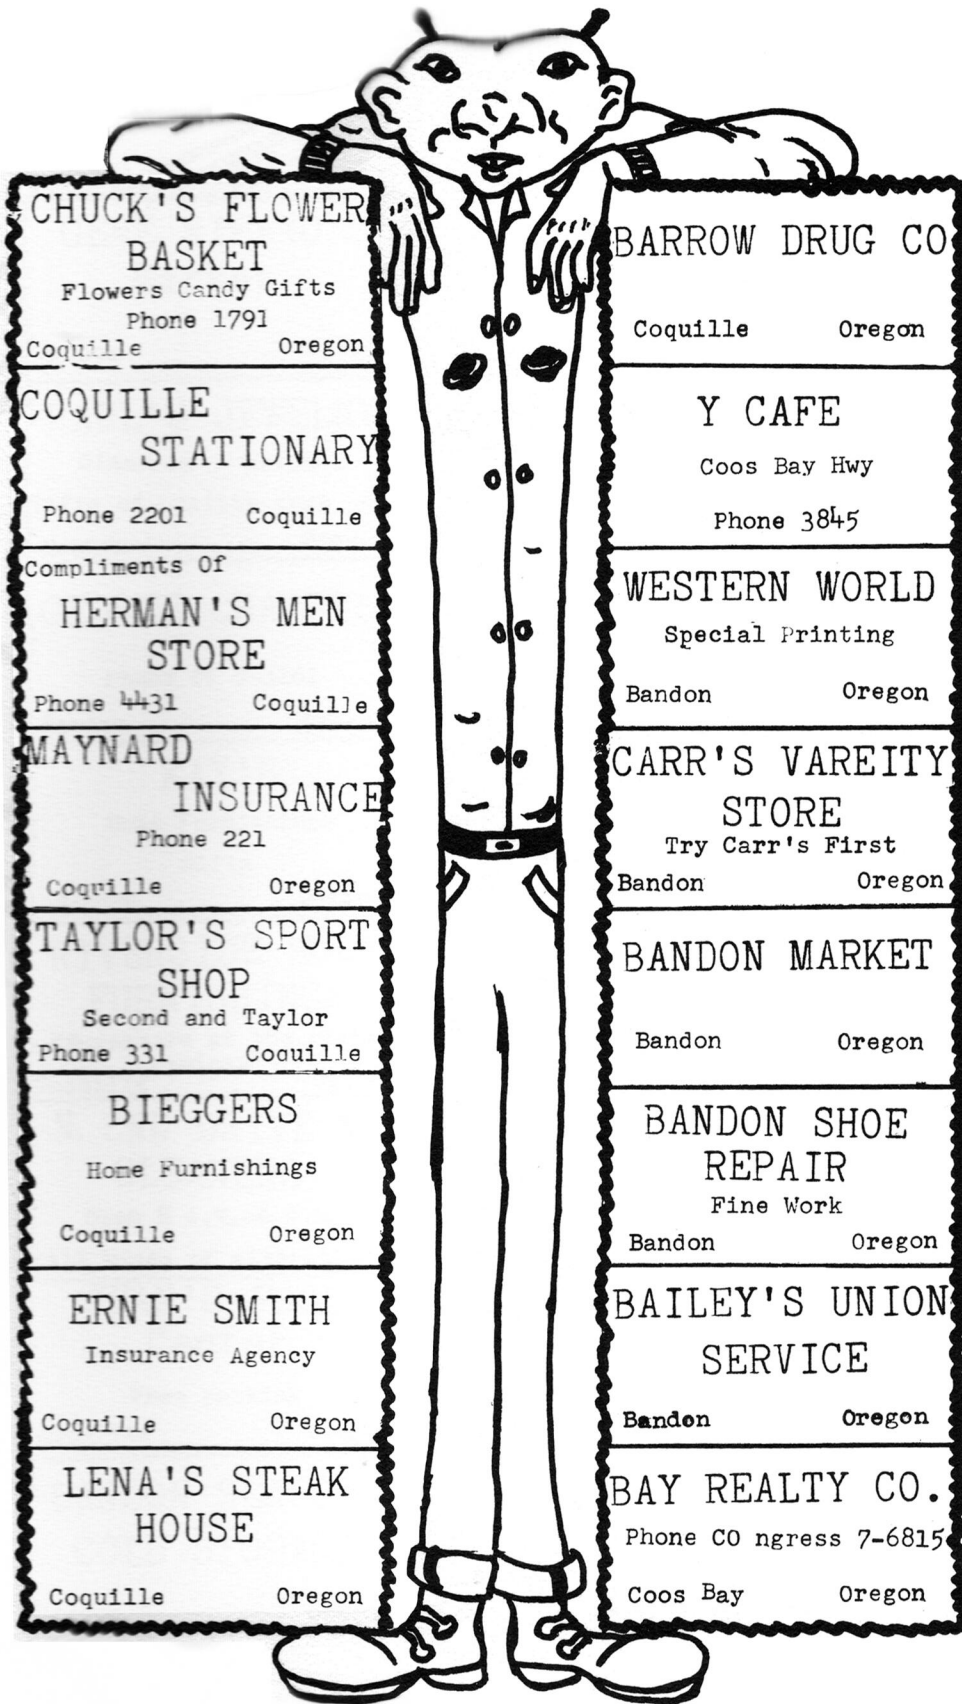 CHUCK'S FLOWER
BASKET
Flowers Candy Gifts
Phone 1791
Coquille Oregon
COQUILLE
STATIONARY
Phone 2201 Coquille
Compliments Of
HERMAN'S MEN
STORE
Phone 4431 Coquille
MAYNARD
INSURANCE
Phone 221
Coquille Oregon
TAYLOR'S SPORT
SHOP
Second and Taylor
Phone 331 Coquille
BIEGGERS
Home Furnishings
Coquille Oregon
ERNIE SMITH
Insurance Agency
Coquille Oregon
LENA'S STEAK
HOUSE
Coquille Oregon
BARROW DRUG CO
Coquille Oregon
Y CAFE
Coos Bay Hwy
Phone 3845
WESTERN WORLD
Special Printing
Bandon Oregon
CARR'S VAREITY
STORE
Try Carr's First
Bandon Oregon
BANDON MARKET
Bandon Oregon
BANDON SHOE
REPAIR
Fine Work
Bandon Oregon
BAILEY'S UNION
SERVICE
Bandon Oregon
BAY REALTY CO.
Phone CO ngress 7-6815
Coos Bay Oregon